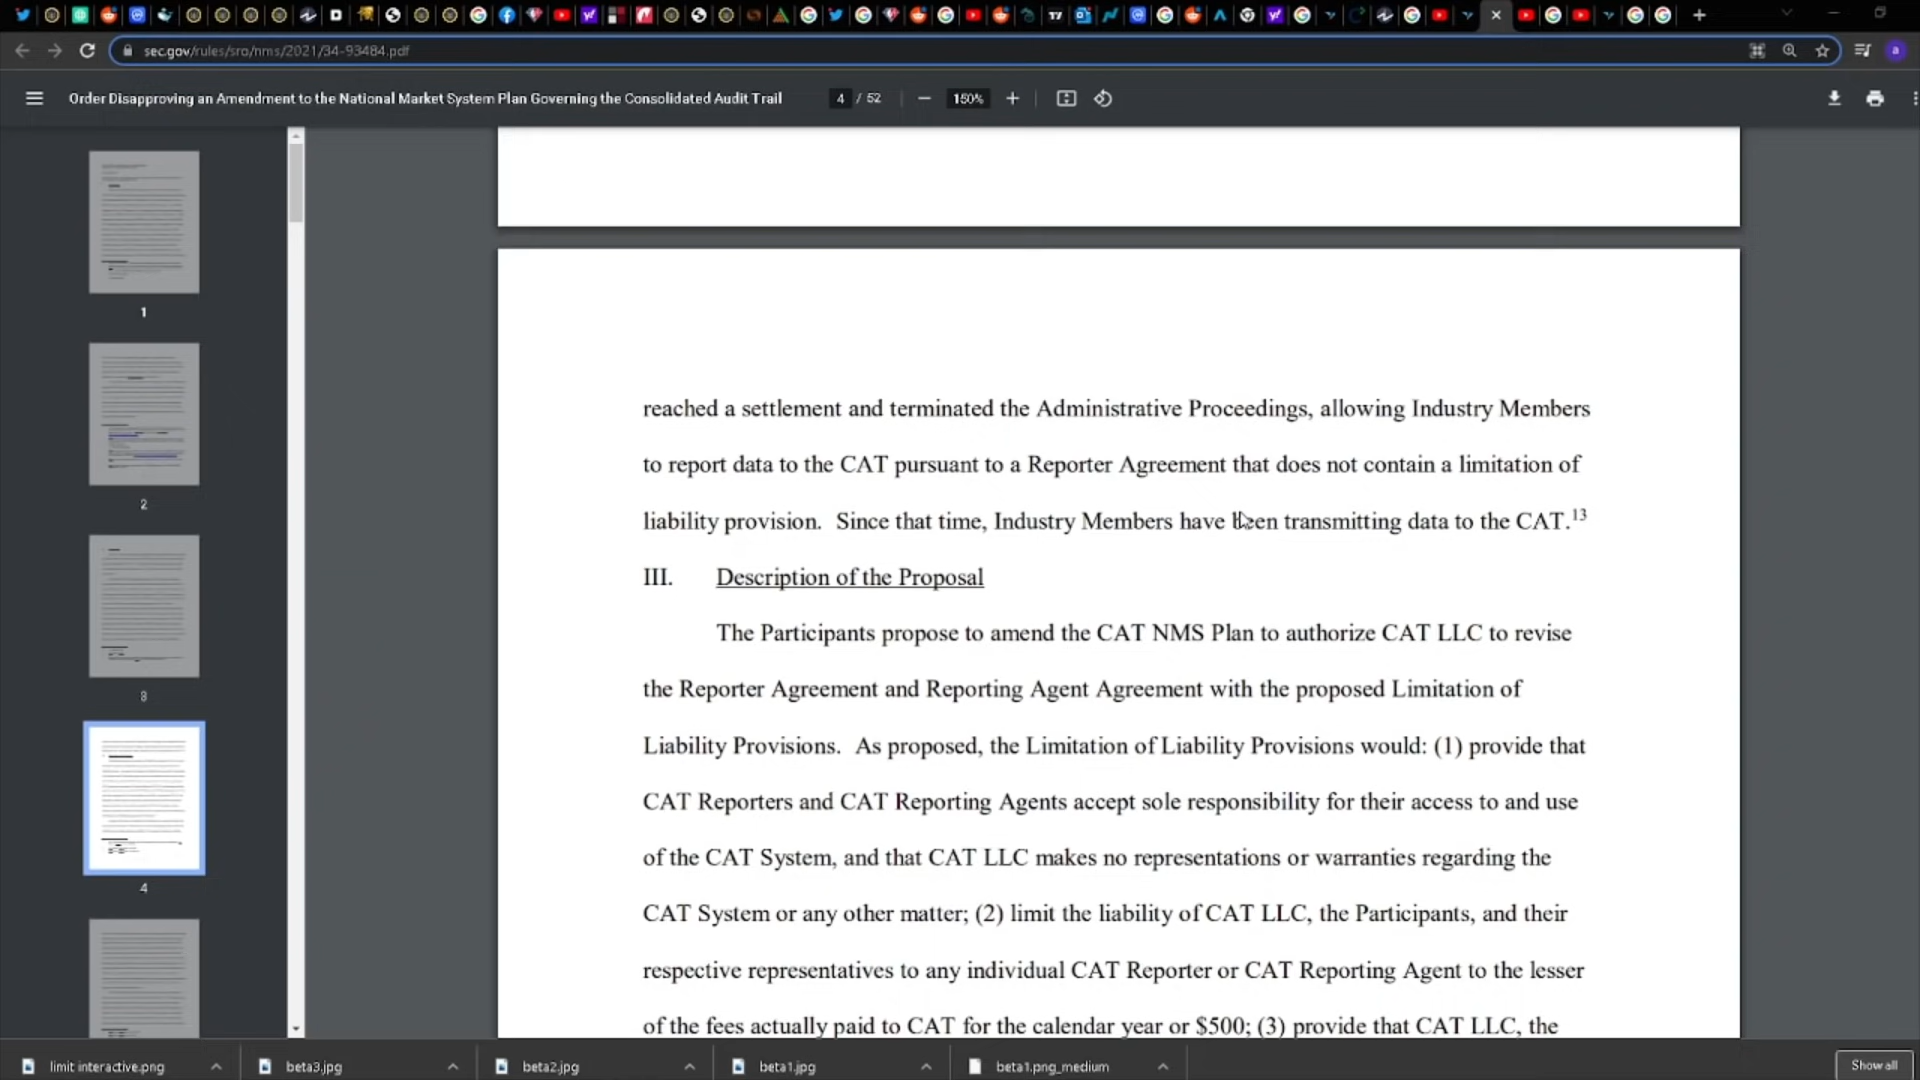 sec.gov/rules/sro/nms/2021/34-93484.pdf
a
Order Disapproving an Amendment to the National Market System Plan Governing the Consolidated Audit Trail
4 / 52
150%
1
2
3
4
reached a settlement and terminated the Administrative Proceedings, allowing Industry Members
to report data to the CAT pursuant to a Reporter Agreement that does not contain a limitation of
liability provision. Since that time, Industry Members have been transmitting data to the CAT.13
III. Description of the Proposal
The Participants propose to amend the CAT NMS Plan to authorize CAT LLC to revise
the Reporter Agreement and Reporting Agent Agreement with the proposed Limitation of
Liability Provisions. As proposed, the Limitation of Liability Provisions would: (1) provide that
CAT Reporters and CAT Reporting Agents accept sole responsibility for their access to and use
of the CAT System, and that CAT LLC makes no representations or warranties regarding the
CAT System or any other matter; (2) limit the liability of CAT LLC, the Participants, and their
respective representatives to any individual CAT Reporter or CAT Reporting Agent to the lesser
of the fees actually paid to CAT for the calendar year or $500; (3) provide that CAT LLC, the
limit interactive.png
beta3.jpg
beta2.jpg
beta1.jpg
beta1.png_medium
Show all